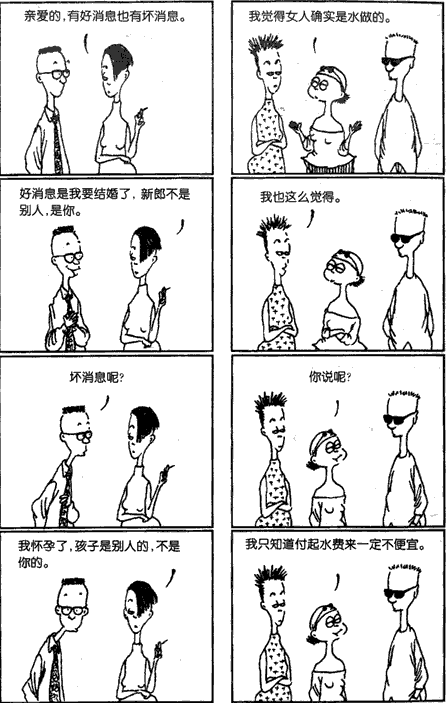 亲爱的，有好消息也有坏消息。
好消息是我要结婚了，新郎不是
别人，是你。
坏消息呢？
我怀孕了，孩子是别人的，不是
你的。
我觉得女人确实是水做的。
我也这么觉得。
你说呢？
我只知道付起水费来一定不便宜。